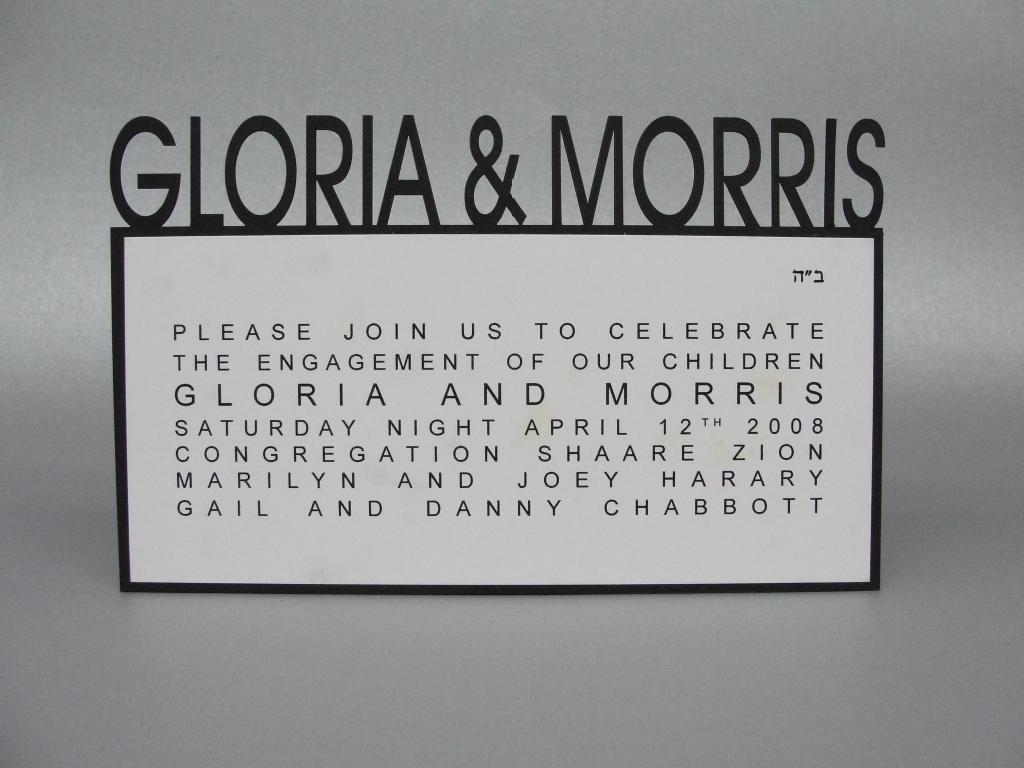 GLORIA & MORRIS
ב"ה
PLEASE JOIN US TO CELEBRATE
THE ENGAGEMENT OF OUR CHILDREN
GLORIA AND MORRIS
SATURDAY NIGHT APRIL 12TH 2008
CONGREGATION SHAARE ZION
MARILYN AND JOEY HARARY
GAIL AND DANNY CHABBOTT